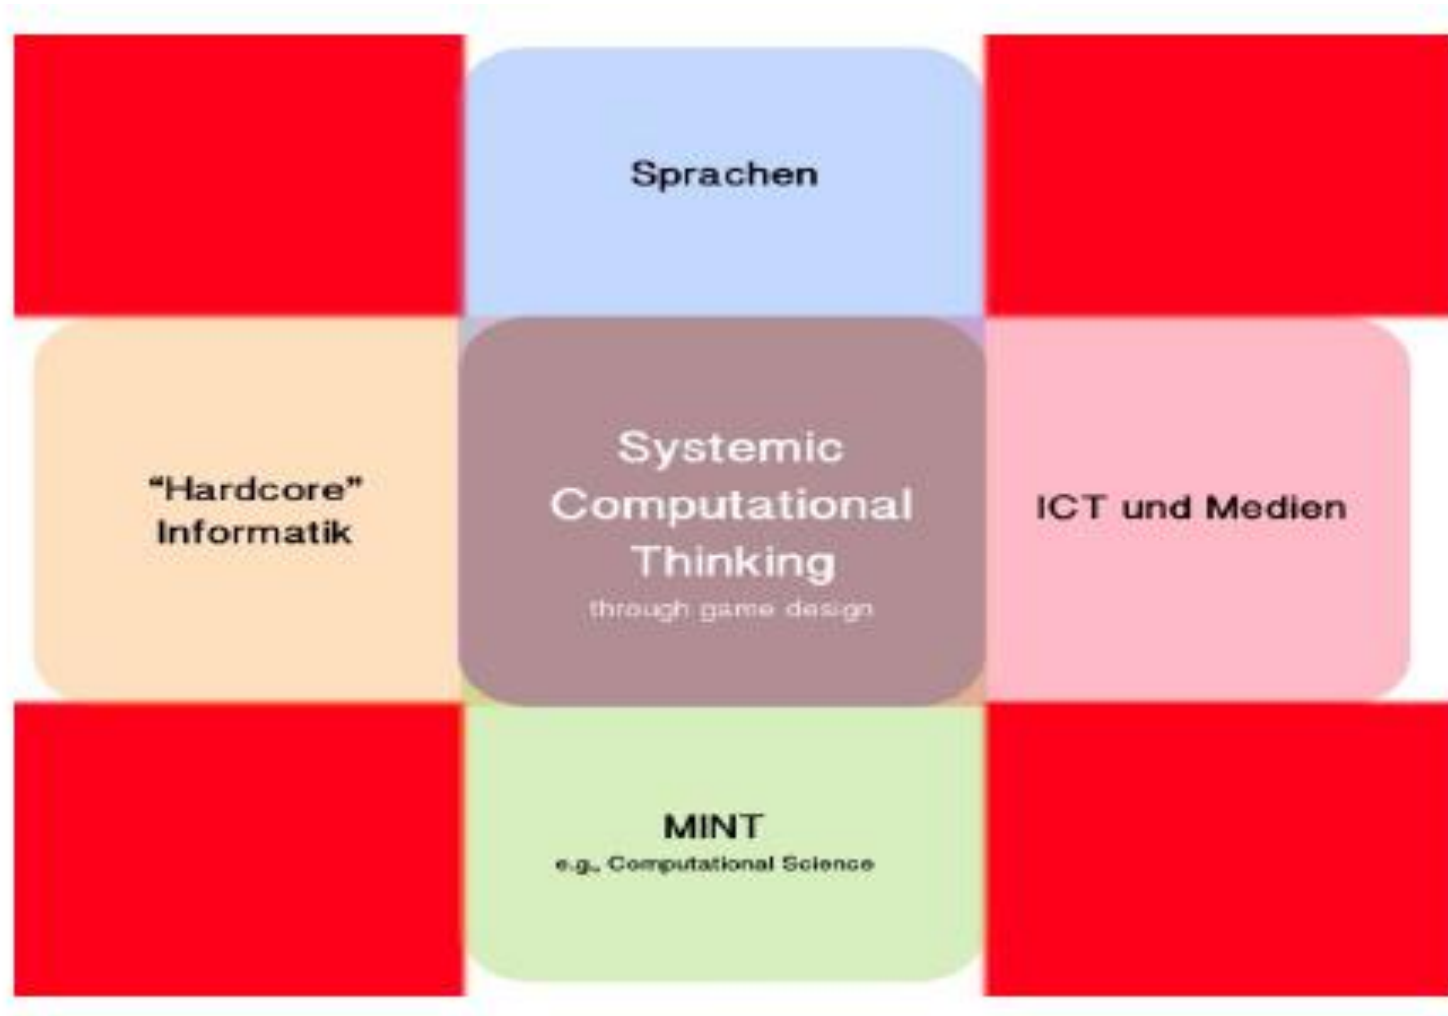 Sprachen
“Hardcore”
Informatik
Systemic
Computational
Thinking
through game design
ICT und Medien
MINT
e.g., Computational Science